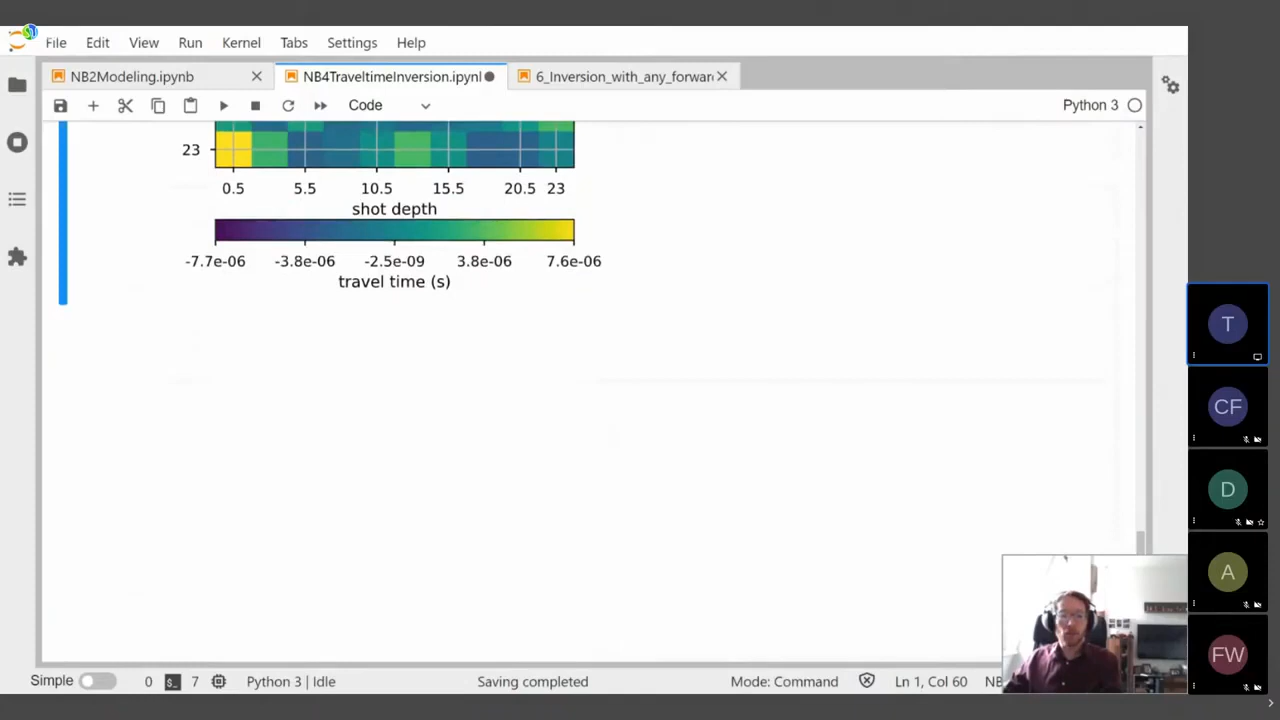 File Edit View Run Kernel Tabs Settings Help
NB2Modeling.ipynb NB4TraveltimeInversion.ipynl 6_Inversion_with_any_forwar
Code Python 3
23
0.5 5.5 10.5 15.5 20.5 23
shot depth
-7.7e-06 -3.8e-06 -2.5e-09 3.8e-06 7.6e-06
travel time (s)
T
CF
D
A
FW
Simple 0 7 Python 3 | Idle Saving completed Mode: Command Ln 1, Col 60 NB